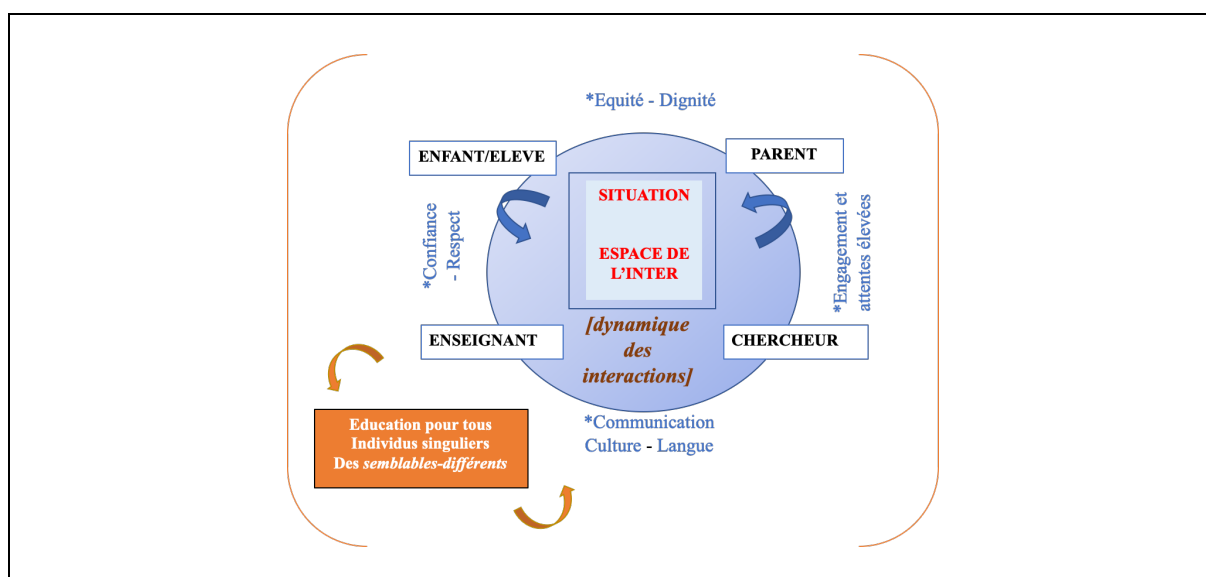 *Equité - Dignité
ENFANT/ELEVE
PARENT
SITUATION
ESPACE DE
L’INTER
*Confiance
- Respect
*Engagement et
attentes élevées
ENSEIGNANT
[dynamique
des
interactions]
CHERCHEUR
*Communication
Culture - Langue
Education pour tous
Individus singuliers
Des semblables-différents